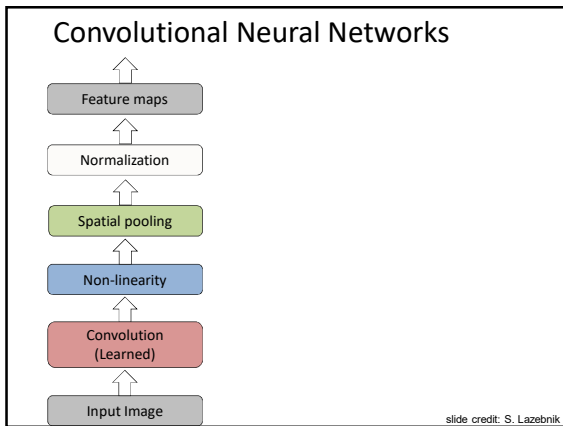 Convolutional Neural Networks
Feature maps
Normalization
Spatial pooling
Non-linearity
Convolution
(Learned)
Input Image
slide credit: S. Lazebnik